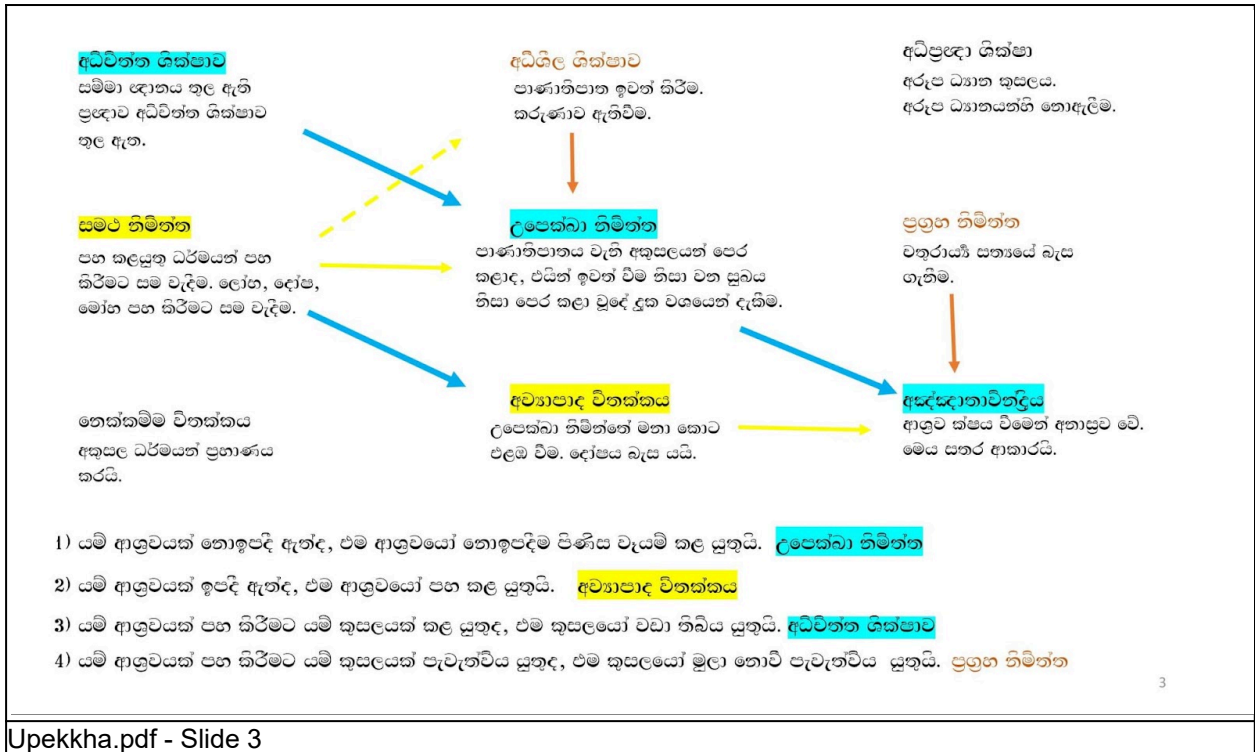 අධිචිත්ත ශික්ෂාව
සම්මා ඥානය තුල ඇති
ප්‍රඥාව අධිචිත්ත ශික්ෂාව
තුල ඇත.
අධිශීල ශික්ෂාව
පාණාතිපාත ඉවත් කිරීම.
කරුණාව ඇතිවීම.
අධිප්‍රඥා ශික්ෂා
අරූප ධ්‍යාන කුසලය.
අරූප ධ්‍යානයන්හි නොඇලීම.
සමථ නිමිත්ත
පහ කළයුතු ධර්මයන් පහ
කිරීමට සම වැදීම. ලෝභ, දෝෂ,
මෝහ පහ කිරීමට සම වැදීම.
උපෙක්ඛා නිමිත්ත
පාණාතිපාතය වැනි අකුසලයන් පෙර
කළාද, එයින් ඉවත් වීම නිසා වන සුඛය
නිසා පෙර කළා වූදේ දුක වශයෙන් දැකීම.
ප්‍රග්‍රහ නිමිත්ත
චතුරාර්‍ය්‍ය සත්‍යයේ බැස
ගැනීම.
නෙක්කම්ම විතක්කය
අකුසල ධර්මයන් ප්‍රහාණය
කරයි.
අව්‍යාපාද විතක්කය
උපෙක්ඛා නිමිත්තේ මනා කොට
එළඹ වීම. දෝෂය බැස යයි.
අඤ්ඤාතාවින්ද්‍රිය
ආශ්‍රව ක්ෂය වීමෙන් අනාස්‍රව වේ.
මෙය සතර ආකාරයි.
1) යම් ආශ්‍රවයක් නොඉපදී ඇත්ද, එම ආශ්‍රවයෝ නොඉපදීම පිණිස වෑයම් කළ යුතුයි. උපෙක්ඛා නිමිත්ත
2) යම් ආශ්‍රවයක් ඉපදී ඇත්ද, එම ආශ්‍රවයෝ පහ කළ යුතුයි. අව්‍යාපාද විතක්කය
3) යම් ආශ්‍රවයක් පහ කිරීමට යම් කුසලයක් කළ යුතුද, එම කුසලයෝ වඩා තිබිය යුතුයි. අධිචිත්ත ශික්ෂාව
4) යම් ආශ්‍රවයක් පහ කිරීමට යම් කුසලයක් පැවැත්විය යුතුද, එම කුසලයෝ මුලා නොවී පැවැත්විය යුතුයි. ප්‍රග්‍රහ නිමිත්ත
3
Upekkha.pdf - Slide 3